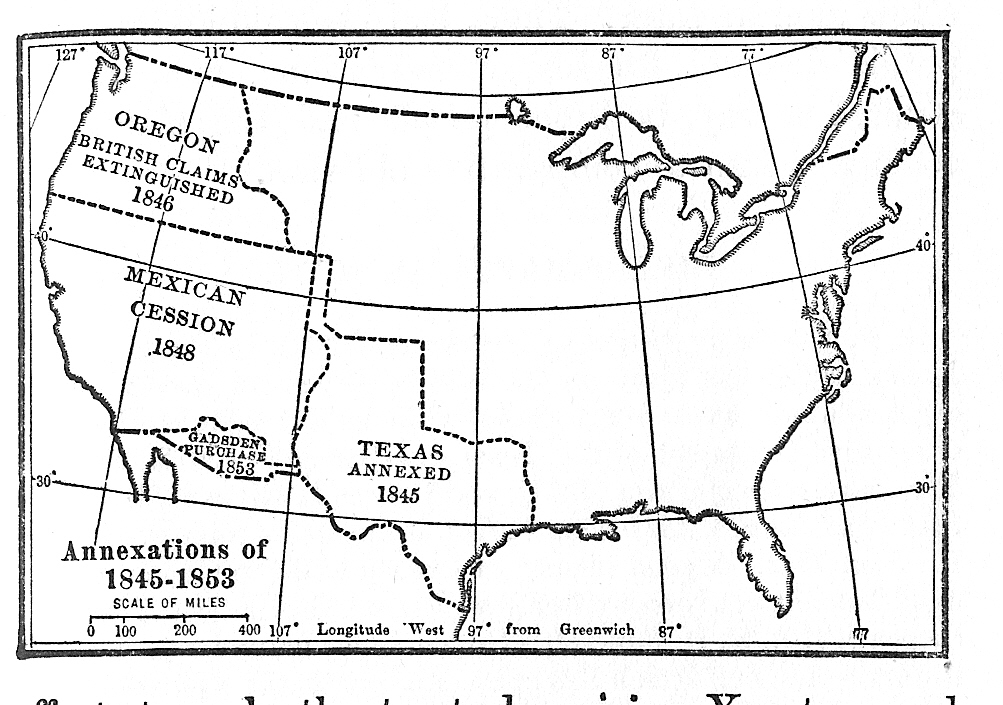 127° 117° 107° 97° 87° 77°
OREGON
BRITISH CLAIMS
EXTINGUISHED
1846
40° 40°
MEXICAN
CESSION
1848
GADSDEN
PURCHASE
1853
TEXAS
ANNEXED
1845
30° 30°
Annexations of
1845-1853
SCALE OF MILES
0 100 200 400
107° Longitude West 97° from Greenwich 87° 77